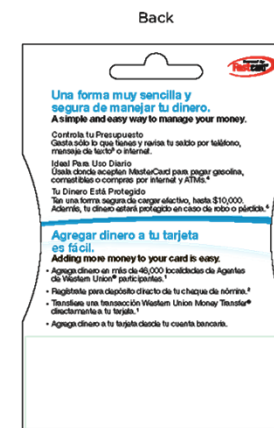 Back
Una forma muy sencilla y
segura de manejar tu dinero.
A simple and easy way to manage your money.
Controla tu Presupuesto
Gasta sólo lo que tienes y revisa tu saldo por teléfono,
mensaje de texto⁵ o internet.
Ideal Para Uso Diario
Úsala donde acepten MasterCard para pagar gasolina,
comestibles o compras por internet y ATMs.⁴
Tu Dinero Está Protegido
Ten una forma segura de cargar efectivo, hasta $10,000.
Además, tu dinero estará protegido en caso de robo o pérdida.
Agregar dinero a tu tarjeta
es fácil.
Adding more money to your card is easy.
• Agrega dinero en más de 46,000 localidades de Agentes
de Western Union® participantes.¹
• Regístrate para depósito directo de tu cheque de nómina.²
• Transfiere una transacción Western Union Money Transfer®
directamente a tu tarjeta.¹
• Agrega dinero a tu tarjeta desde tu cuenta bancaria.